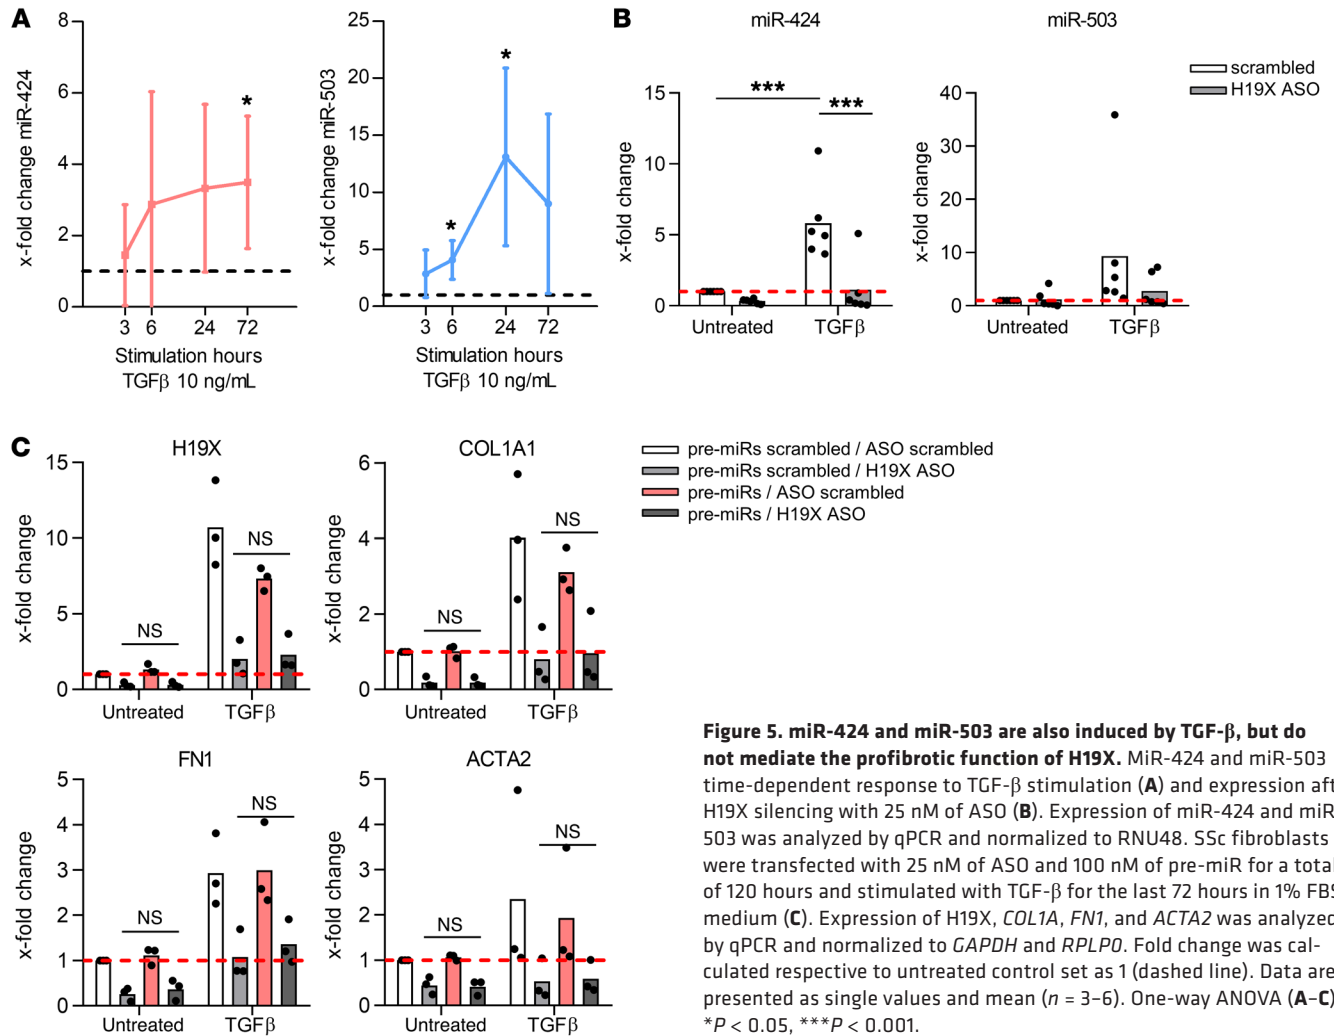 A
8
6
4
2
0
x-fold change miR-424
*
3 6 24 72
Stimulation hours
TGFβ 10 ng/mL
25
20
15
10
5
0
x-fold change miR-503
*
*
3 6 24 72
Stimulation hours
TGFβ 10 ng/mL
B
miR-424
15
10
5
0
x-fold change
***
***
Untreated TGFβ
miR-503
40
30
20
10
0
x-fold change
Untreated TGFβ
scrambled
H19X ASO
C
H19X
15
10
5
0
x-fold change
NS
NS
Untreated TGFβ
COL1A1
6
4
2
0
x-fold change
NS
NS
Untreated TGFβ
pre-miRs scrambled / ASO scrambled
pre-miRs scrambled / H19X ASO
pre-miRs / ASO scrambled
pre-miRs / H19X ASO
FN1
5
4
3
2
1
0
x-fold change
NS
NS
Untreated TGFβ
ACTA2
5
4
3
2
1
0
x-fold change
NS
NS
Untreated TGFβ
Figure 5. miR-424 and miR-503 are also induced by TGF-β, but do
not mediate the profibrotic function of H19X. MiR-424 and miR-503
time-dependent response to TGF-β stimulation (A) and expression aft
H19X silencing with 25 nM of ASO (B). Expression of miR-424 and miR
503 was analyzed by qPCR and normalized to RNU48. SSc fibroblasts
were transfected with 25 nM of ASO and 100 nM of pre-miR for a total
of 120 hours and stimulated with TGF-β for the last 72 hours in 1% FBS
medium (C). Expression of H19X, COL1A, FN1, and ACTA2 was analyzed
by qPCR and normalized to GAPDH and RPLP0. Fold change was cal-
culated respective to untreated control set as 1 (dashed line). Data are
presented as single values and mean (n = 3–6). One-way ANOVA (A–C)
*P < 0.05, ***P < 0.001.